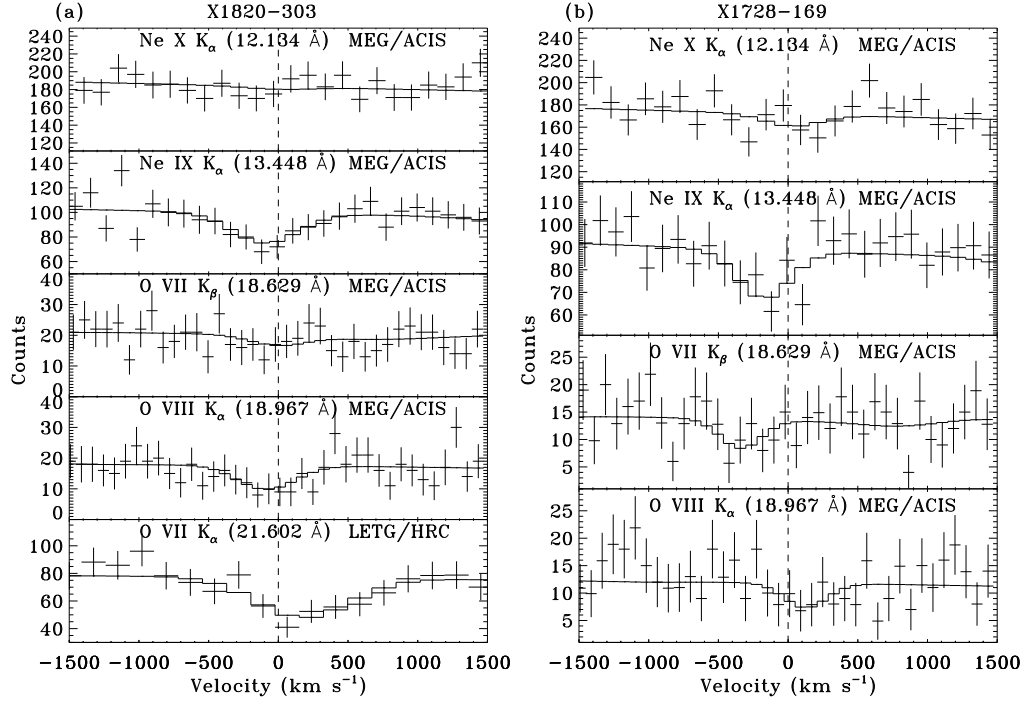 (a) X1820−303
Ne X Kα (12.134 Å) MEG/ACIS
240
220
200
180
160
140
120
Ne IX Kα (13.448 Å) MEG/ACIS
140
120
100
80
60
O VII Kβ (18.629 Å) MEG/ACIS
40
30
20
10
0
O VIII Kα (18.967 Å) MEG/ACIS
40
30
20
10
0
O VII Kα (21.602 Å) LETG/HRC
100
80
60
40
−1500 −1000 −500 0 500 1000 1500
Velocity (km s⁻¹)
Counts
(b) X1728−169
Ne X Kα (12.134 Å) MEG/ACIS
240
220
200
180
160
140
120
Ne IX Kα (13.448 Å) MEG/ACIS
110
100
90
80
70
60
O VII Kβ (18.629 Å) MEG/ACIS
25
20
15
10
5
O VIII Kα (18.967 Å) MEG/ACIS
25
20
15
10
5
−1500 −1000 −500 0 500 1000 1500
Velocity (km s⁻¹)
Counts